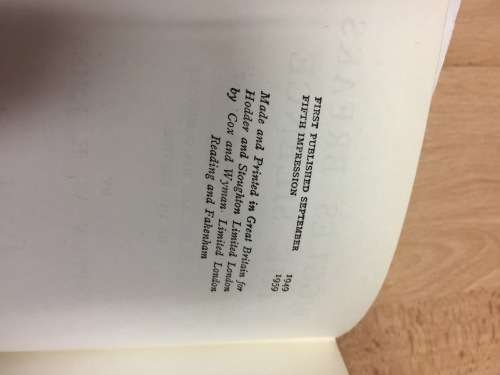 FIRST PUBLISHED SEPTEMBER 1949
FIFTH IMPRESSION 1959
Made and Printed in Great Britain for
Hodder and Stoughton Limited London
by Cox and Wyman Limited London
Reading and Fakenham